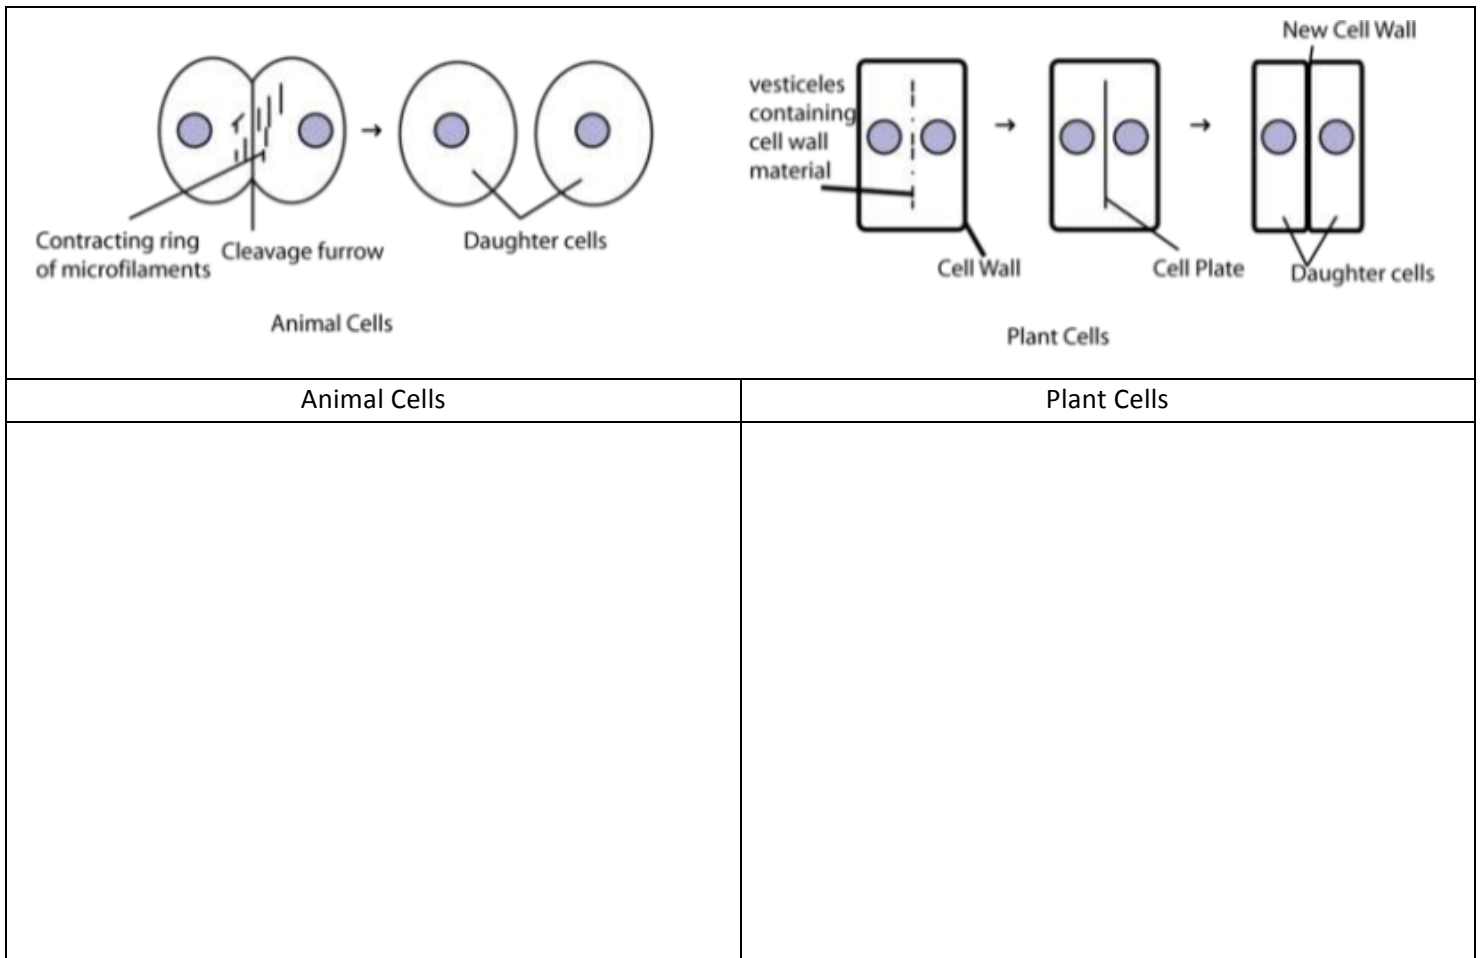 New Cell Wall
vesticeles
containing
cell wall
material
Contracting ring
of microfilaments
Cleavage furrow
Daughter cells
Cell Wall
Cell Plate
Daughter cells
Animal Cells
Plant Cells
Animal Cells
Plant Cells